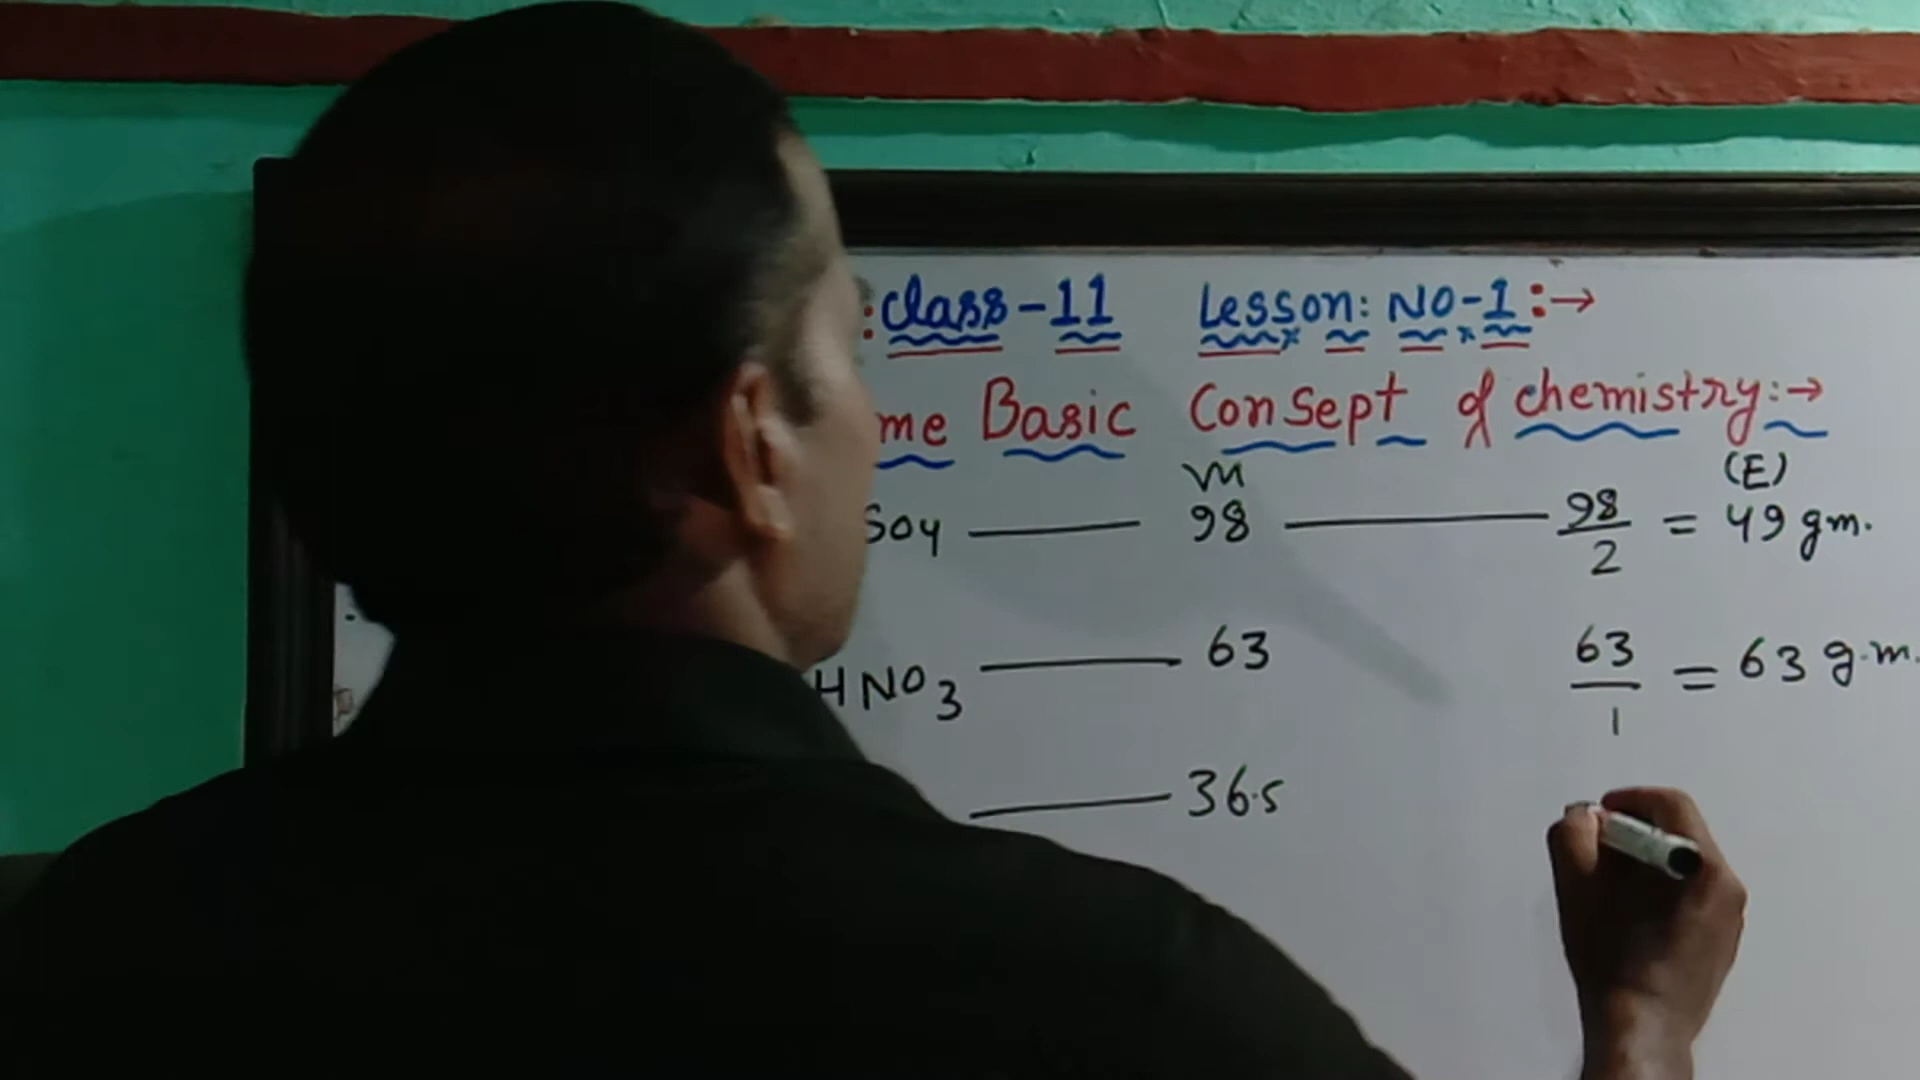 :Class-11 Lesson: NO-1:→
me Basic Consept of chemistry:→
M (E)
SO4 —— 98 —— 98/2 = 49 gm.
HNO3 —— 63 63/1 = 63 g.m.
—— 36.5